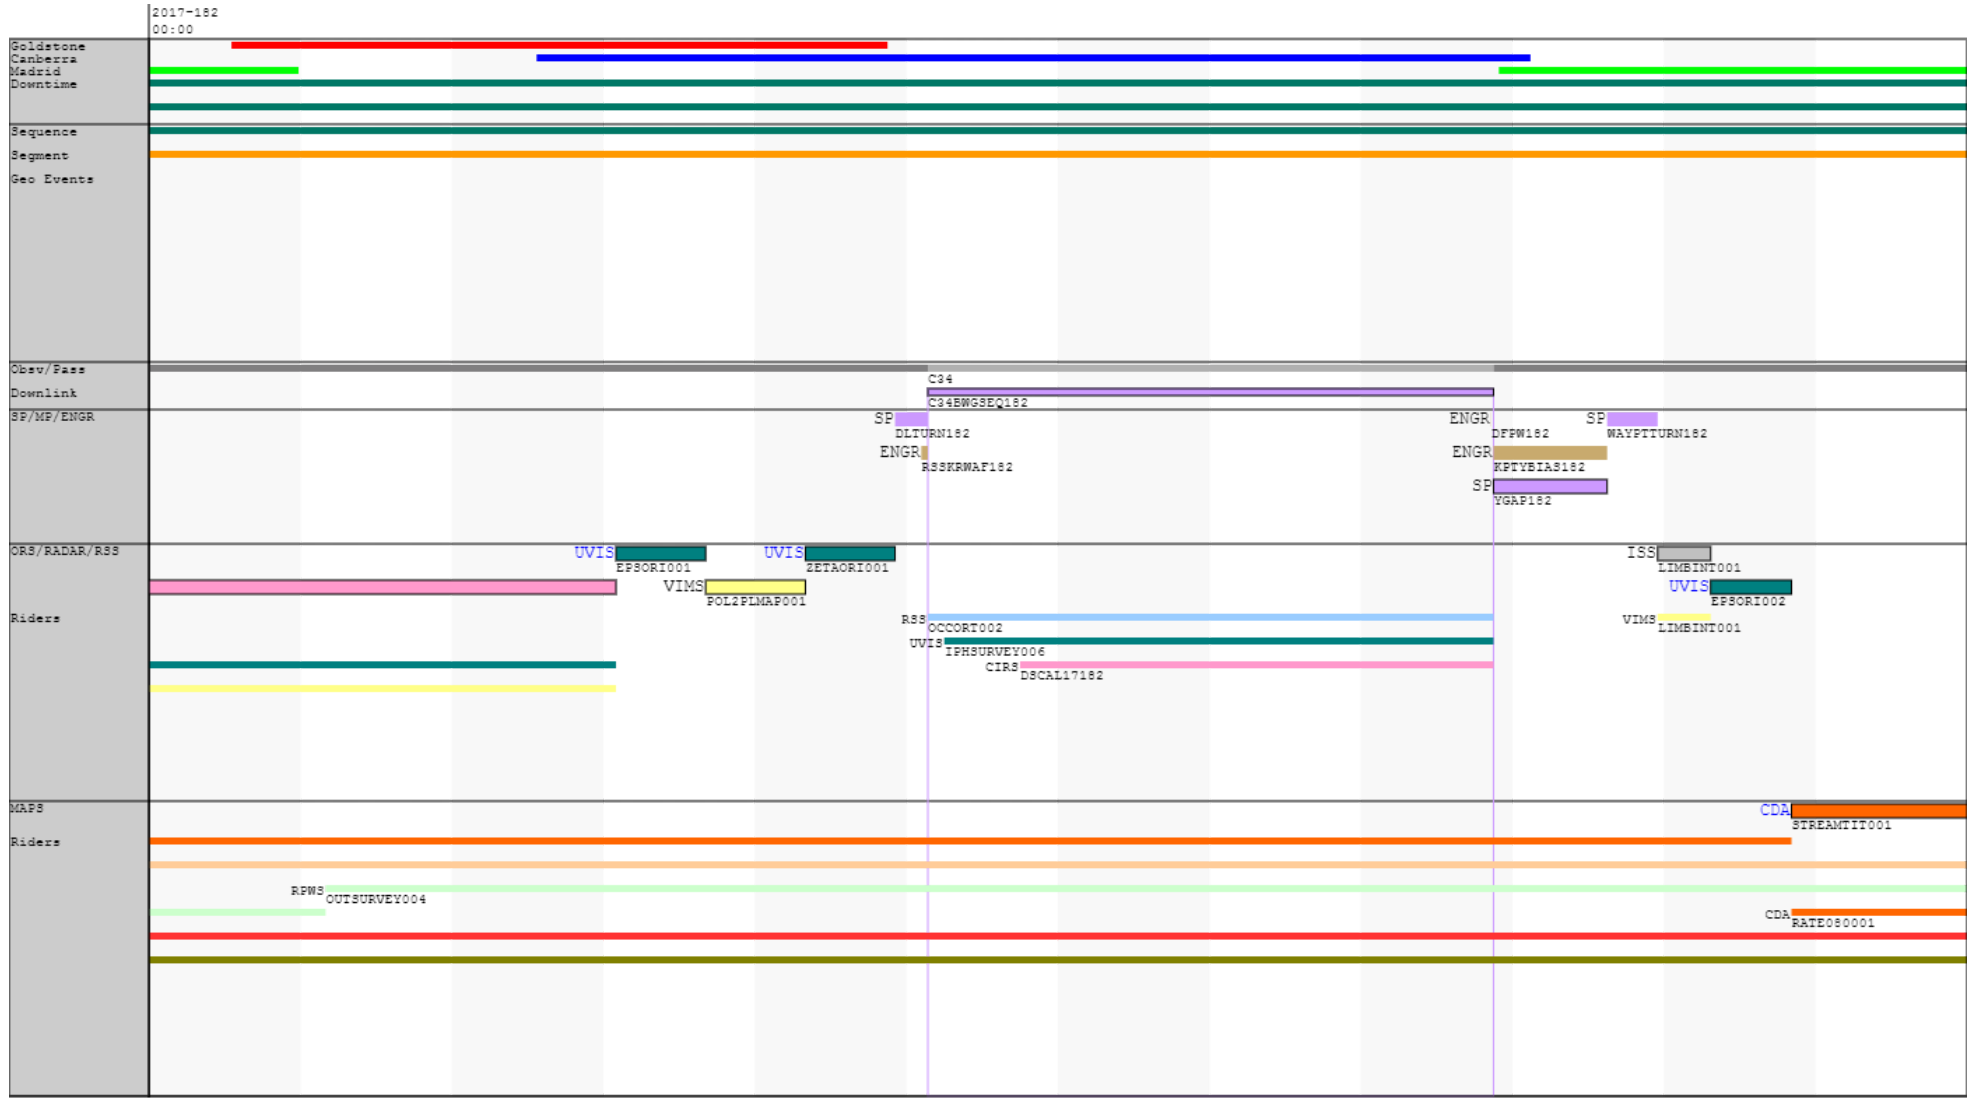 2017-182
00:00
Goldstone
Canberra
Madrid
Downtime
Sequence
Segment
Geo Events
Obsv/Pass
C34
Downlink
C34BWGSEQ182
SP/MP/ENGR
SP
ENGR
SP
DLTURN182
DFPW182
WAYPTTURN182
ENGR
ENGR
RSSKRWAF182
KPTYBIAS182
SP
YGAP182
ORS/RADAR/RSS
UVIS
UVIS
ISS
EPSORI001
ZETAORI001
LIMBINT001
VIMS
UVIS
POL2PLMAP001
EPSORI002
Riders
RSS
VIMS
OCCORT002
LIMBINT001
UVIS
IPHSURVEY006
CIRS
DSCAL17182
MAPS
CDA
STREAMTIT001
Riders
RPWS
OUTSURVEY004
CDA
RATE080001